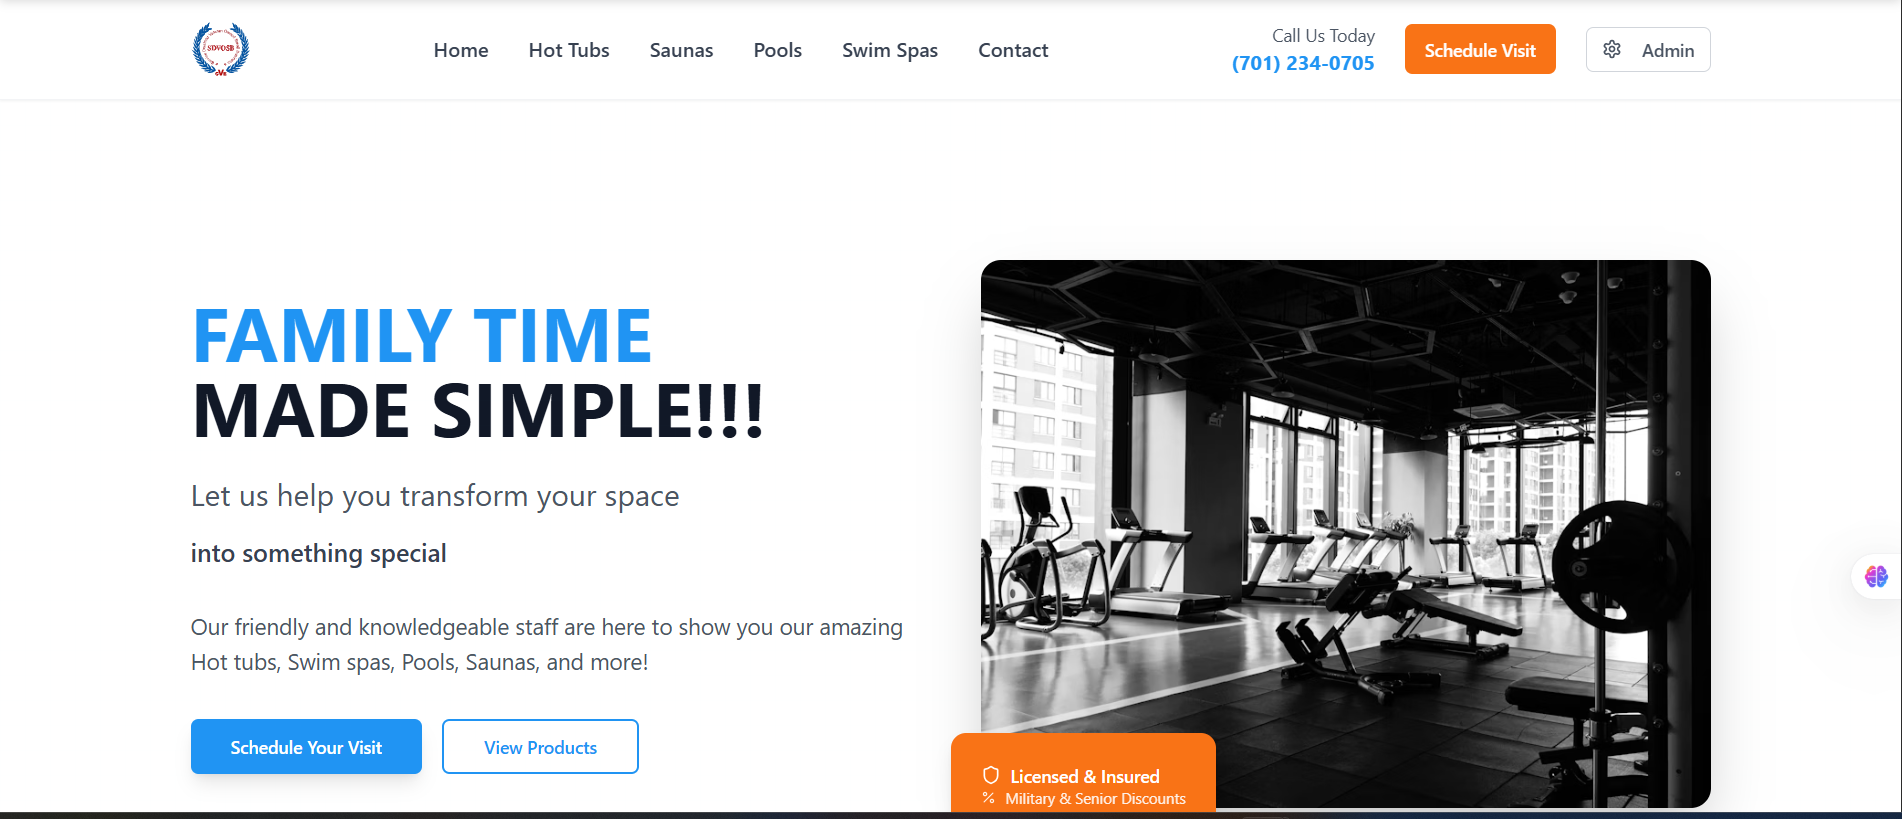 SDVOSB
Home
Hot Tubs
Saunas
Pools
Swim Spas
Contact
Call Us Today
(701) 234-0705
Schedule Visit
Admin
FAMILY TIME
MADE SIMPLE!!!
Let us help you transform your space
into something special
Our friendly and knowledgeable staff are here to show you our amazing
Hot tubs, Swim spas, Pools, Saunas, and more!
Schedule Your Visit
View Products
Licensed & Insured
Military & Senior Discounts